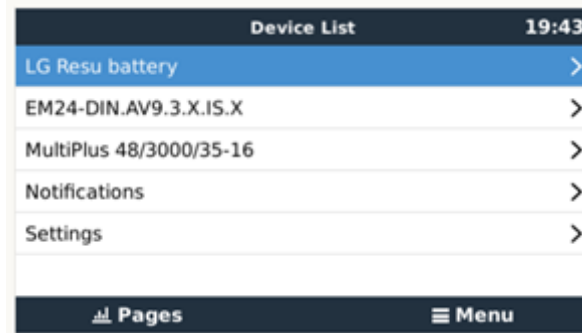 Device List 19:43
LG Resu battery
EM24-DIN.AV9.3.X.IS.X
MultiPlus 48/3000/35-16
Notifications
Settings
Pages Menu